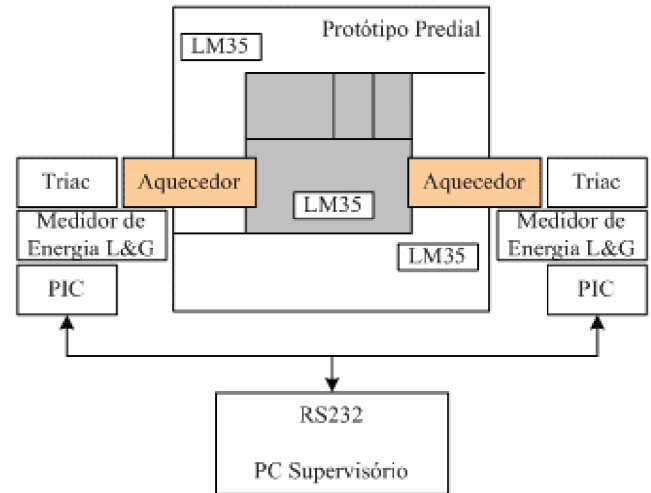 Protótipo Predial
LM35
Triac
Aquecedor
Aquecedor
Triac
LM35
Medidor de
Energia L&G
Medidor de
Energia L&G
LM35
PIC
PIC
RS232
PC Supervisório